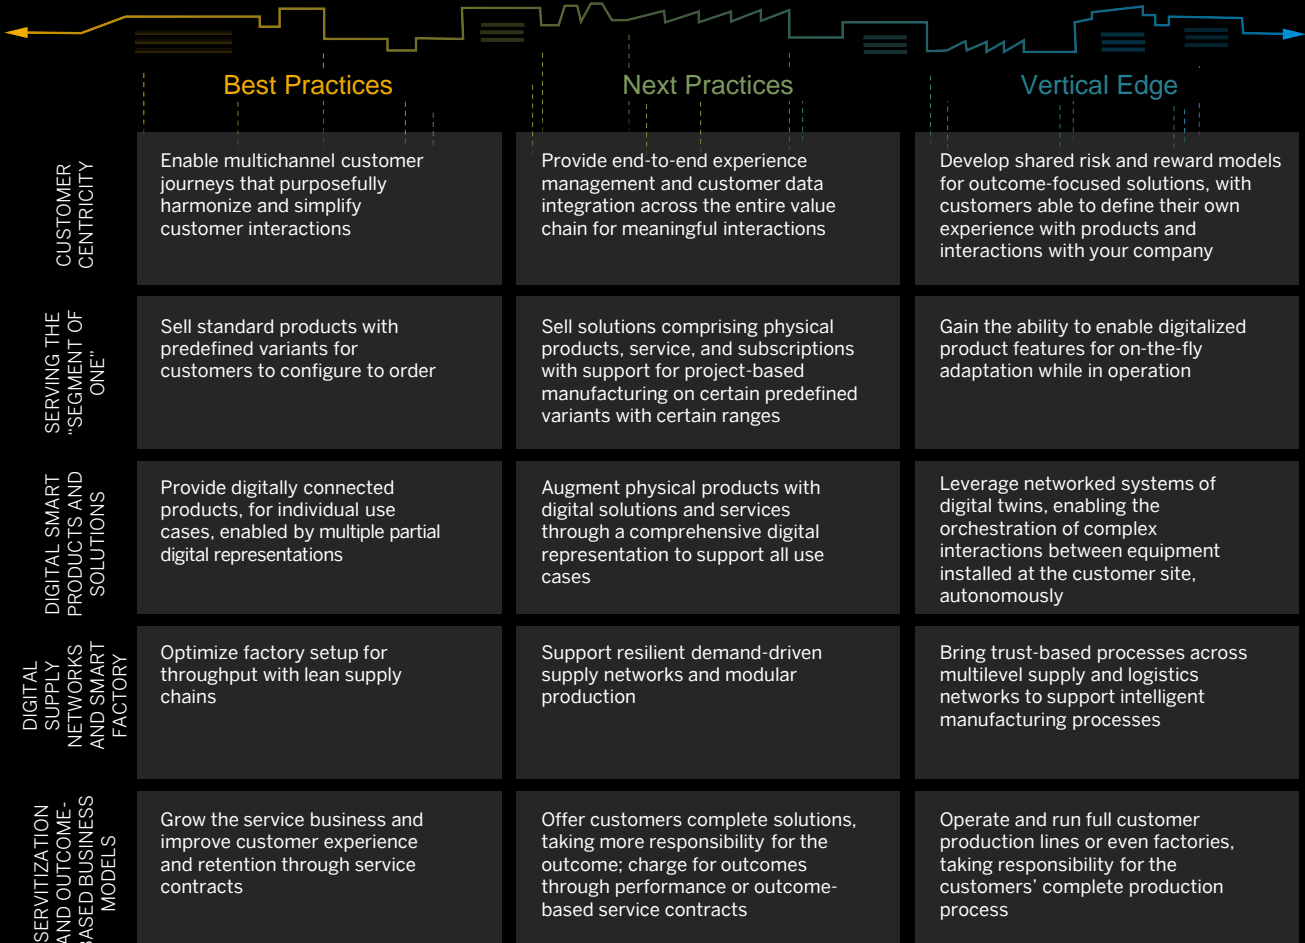 Best Practices
Next Practices
Vertical Edge
CUSTOMER
CENTRICITY
Enable multichannel customer
journeys that purposefully
harmonize and simplify
customer interactions
Provide end-to-end experience
management and customer data
integration across the entire value
chain for meaningful interactions
Develop shared risk and reward models
for outcome-focused solutions, with
customers able to define their own
experience with products and
interactions with your company
SERVING THE
“SEGMENT OF
ONE”
Sell standard products with
predefined variants for
customers to configure to order
Sell solutions comprising physical
products, service, and subscriptions
with support for project-based
manufacturing on certain predefined
variants with certain ranges
Gain the ability to enable digitalized
product features for on-the-fly
adaptation while in operation
DIGITAL SMART
PRODUCTS AND
SOLUTIONS
Provide digitally connected
products, for individual use
cases, enabled by multiple partial
digital representations
Augment physical products with
digital solutions and services
through a comprehensive digital
representation to support all use
cases
Leverage networked systems of
digital twins, enabling the
orchestration of complex
interactions between equipment
installed at the customer site,
autonomously
DIGITAL
SUPPLY
NETWORKS
AND SMART
FACTORY
Optimize factory setup for
throughput with lean supply
chains
Support resilient demand-driven
supply networks and modular
production
Bring trust-based processes across
multilevel supply and logistics
networks to support intelligent
manufacturing processes
SERVITIZATION
AND OUTCOME-
BASED BUSINESS
MODELS
Grow the service business and
improve customer experience
and retention through service
contracts
Offer customers complete solutions,
taking more responsibility for the
outcome; charge for outcomes
through performance or outcome-
based service contracts
Operate and run full customer
production lines or even factories,
taking responsibility for the
customers’ complete production
process